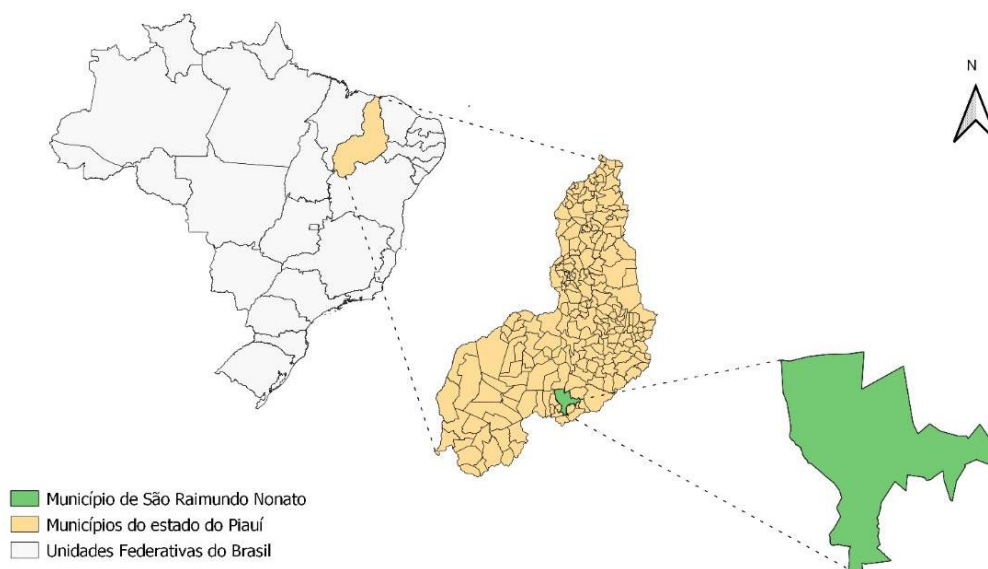 N
Município de São Raimundo Nonato
Municípios do estado do Piauí
Unidades Federativas do Brasil